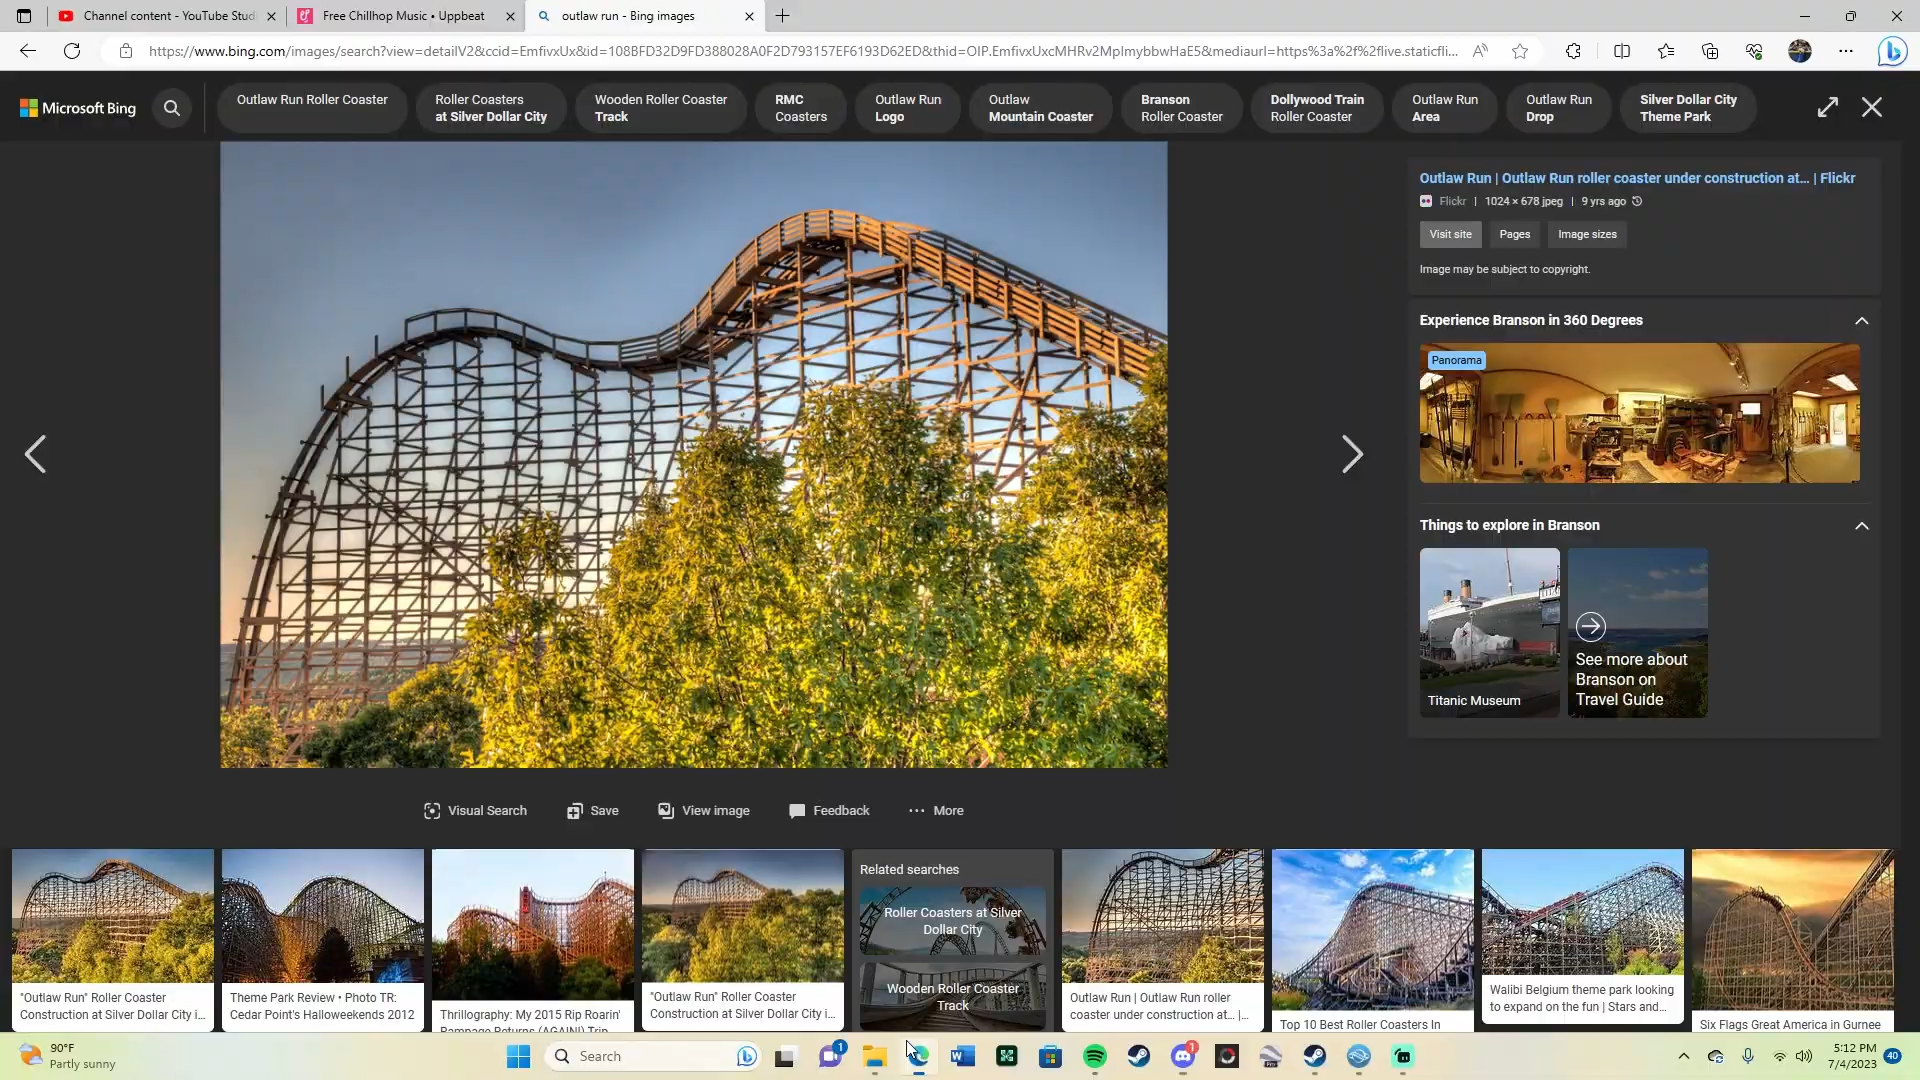 Channel content - YouTube Stud
Free Chillhop Music • Uppbeat
outlaw run - Bing images
https://www.bing.com/images/search?view=detailV2&ccid=EmfivxUx&id=108BFD32D9FD388028A0F2D793157EF6193D62ED&thid=OIP.EmfivxUxcMHRv2MpImybbwHaE5&mediaurl=https%3a%2f%2flive.staticfli...
Microsoft Bing
Outlaw Run Roller Coaster
Roller Coasters
at Silver Dollar City
Wooden Roller Coaster
Track
RMC
Coasters
Outlaw Run
Logo
Outlaw
Mountain Coaster
Branson
Roller Coaster
Dollywood Train
Roller Coaster
Outlaw Run
Area
Outlaw Run
Drop
Silver Dollar City
Theme Park
Outlaw Run | Outlaw Run roller coaster under construction at... | Flickr
Flickr | 1024 × 678 jpeg | 9 yrs ago
Visit site
Pages
Image sizes
Image may be subject to copyright.
Experience Branson in 360 Degrees
Panorama
Things to explore in Branson
Titanic Museum
See more about
Branson on
Travel Guide
Visual Search
Save
View image
Feedback
More
"Outlaw Run" Roller Coaster
Construction at Silver Dollar City i...
Theme Park Review • Photo TR:
Cedar Point's Halloweekends 2012
Thrillography: My 2015 Rip Roarin'
Rampage Returns (AGAIN!) Trip
"Outlaw Run" Roller Coaster
Construction at Silver Dollar City i...
Related searches
Roller Coasters at Silver
Dollar City
Wooden Roller Coaster
Track
Outlaw Run | Outlaw Run roller
coaster under construction at... |...
Top 10 Best Roller Coasters In
Walibi Belgium theme park looking
to expand on the fun | Stars and...
Six Flags Great America in Gurnee
90°F
Partly sunny
Search
1
1
5:12 PM
7/4/2023
40